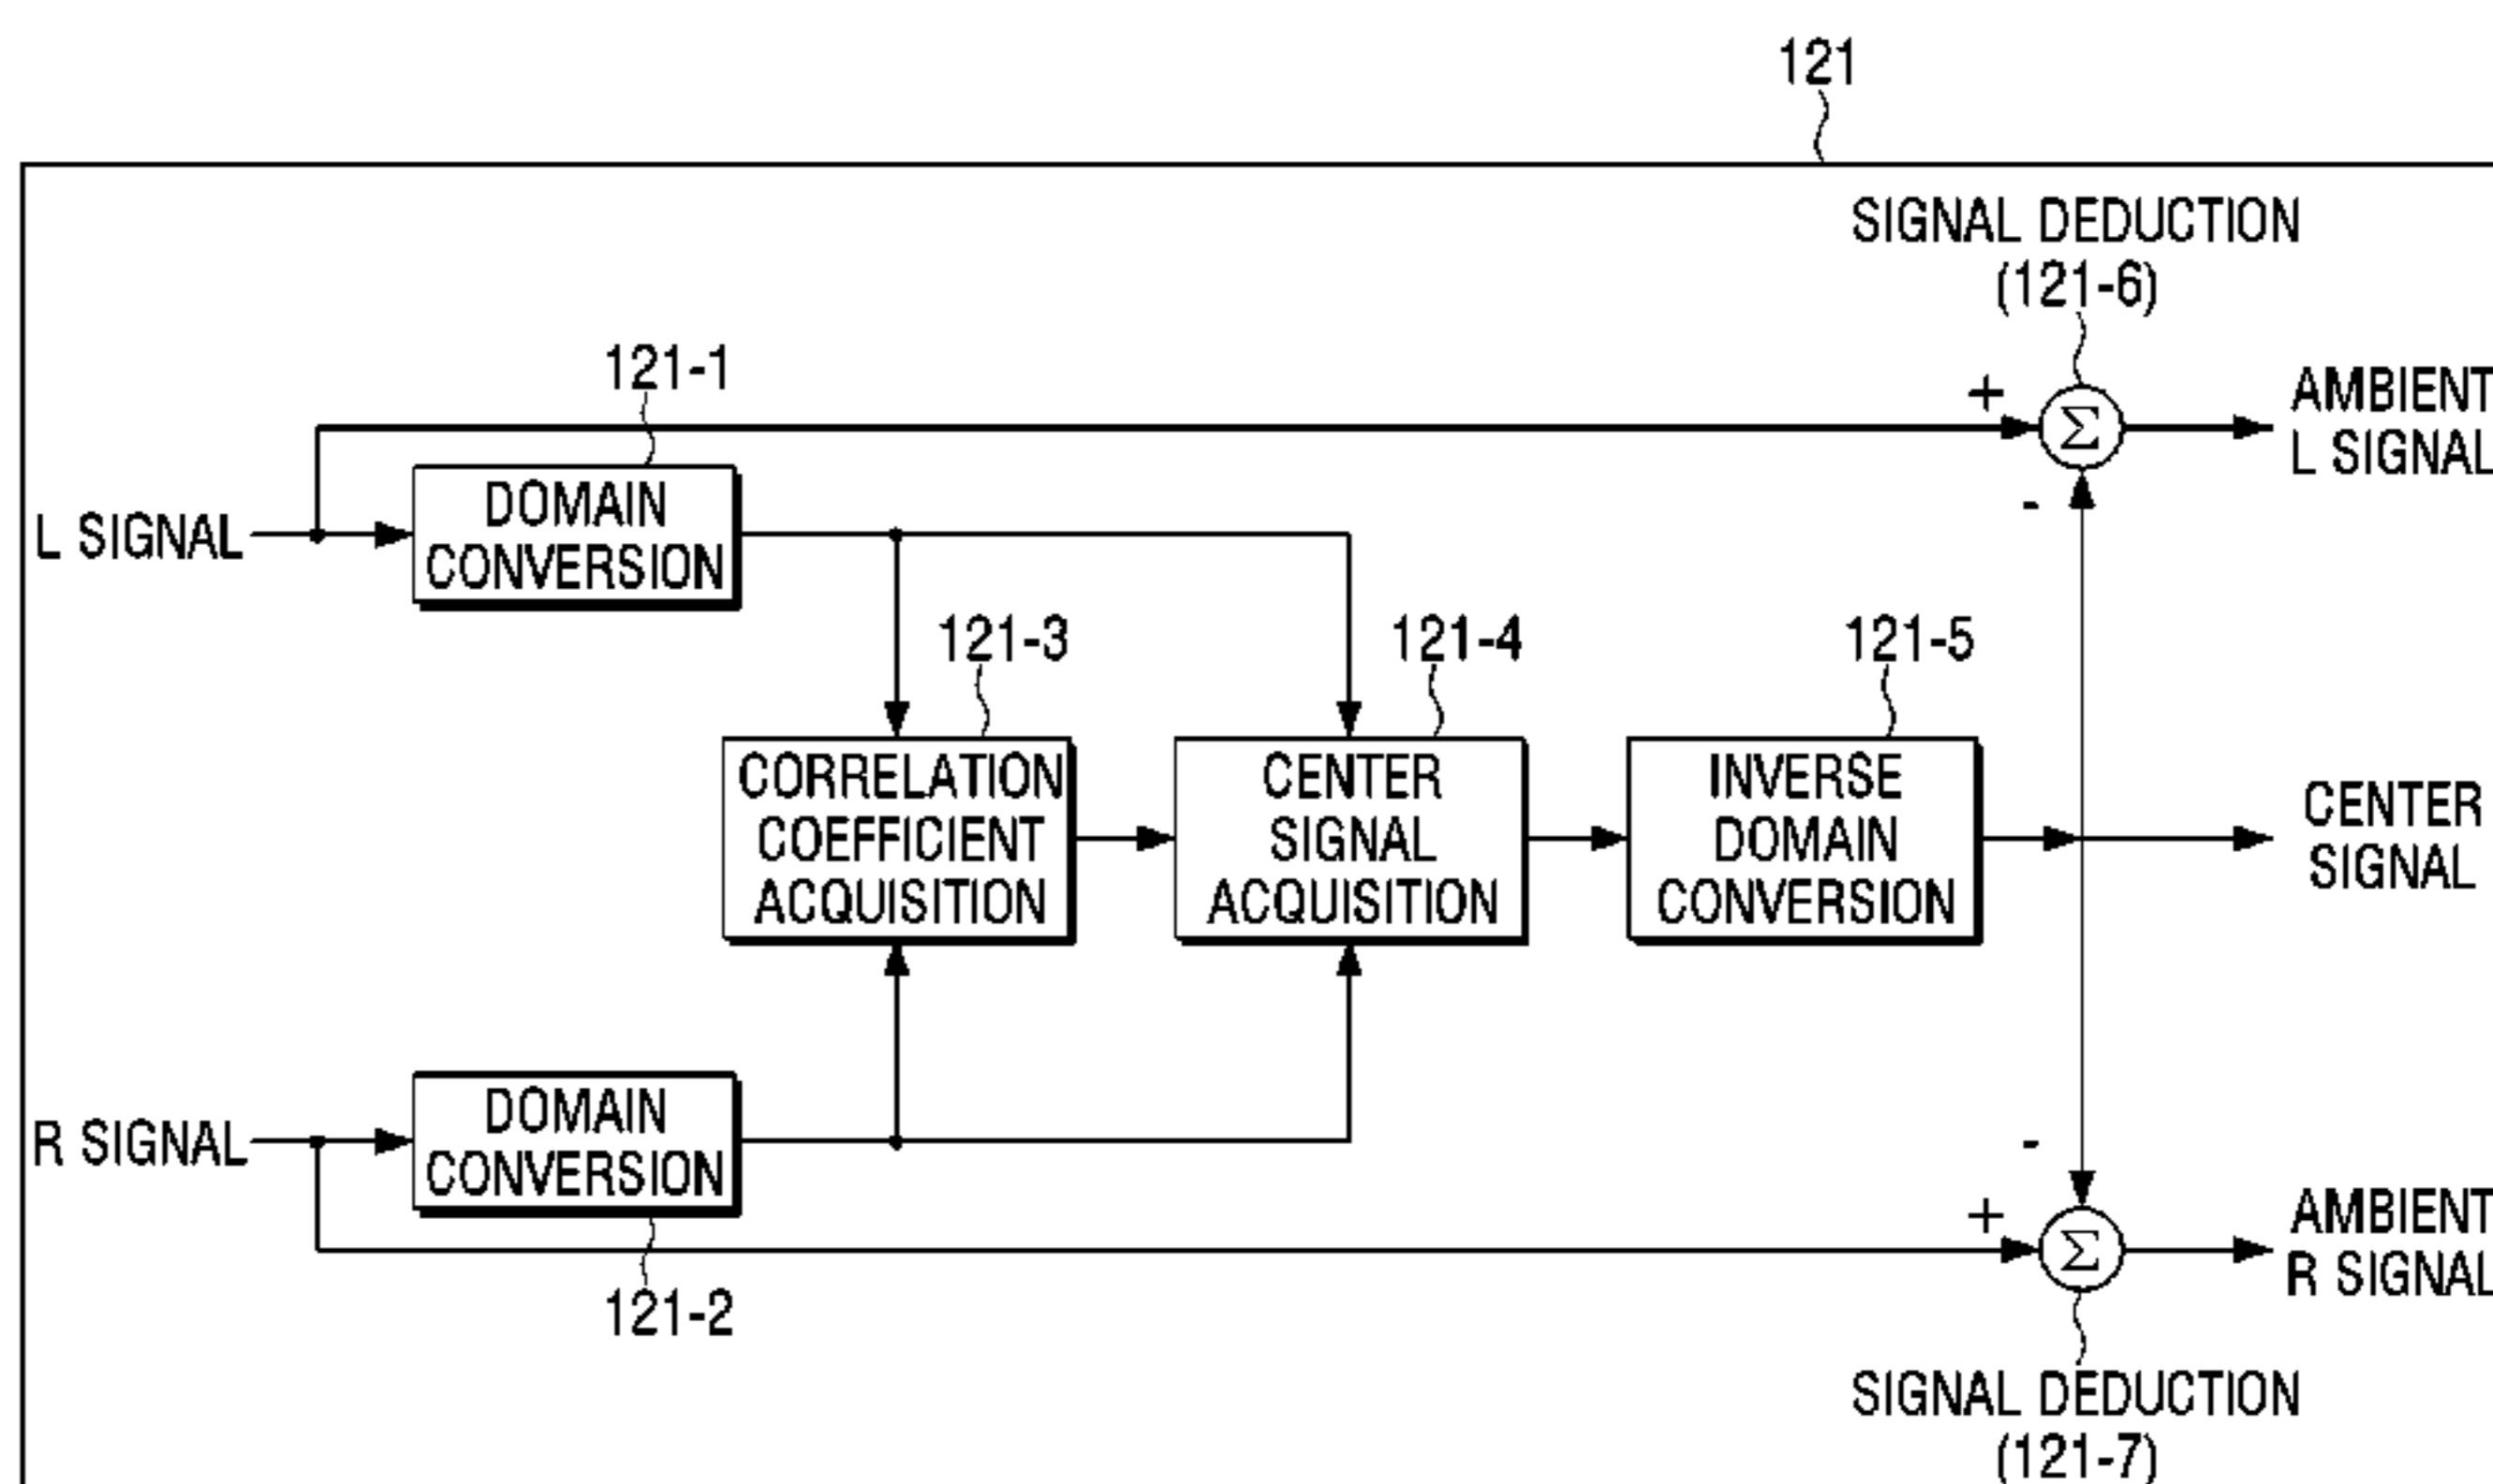 121
SIGNAL DEDUCTION
(121-6)
121-1
+
Σ
AMBIENT
L SIGNAL
-
L SIGNAL
DOMAIN
CONVERSION
121-3
121-4
121-5
CORRELATION
COEFFICIENT
ACQUISITION
CENTER
SIGNAL
ACQUISITION
INVERSE
DOMAIN
CONVERSION
CENTER
SIGNAL
R SIGNAL
DOMAIN
CONVERSION
-
+
Σ
AMBIENT
R SIGNAL
121-2
SIGNAL DEDUCTION
(121-7)